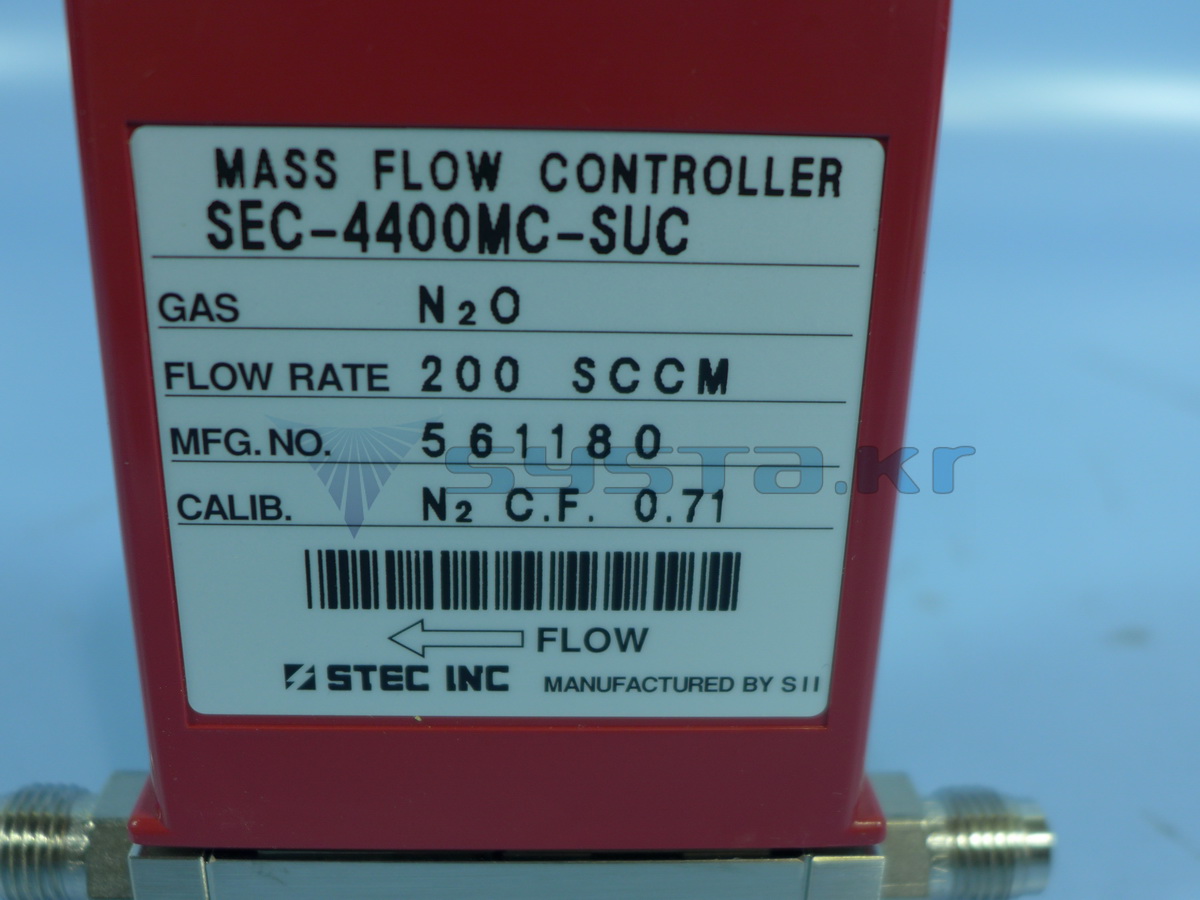 MASS FLOW CONTROLLER
SEC-4400MC-SUC
GAS N₂O
FLOW RATE 200 SCCM
MFG. NO. 561180
systa.kr
CALIB. N₂ C.F. 0.71
FLOW
STEC INC MANUFACTURED BY SII